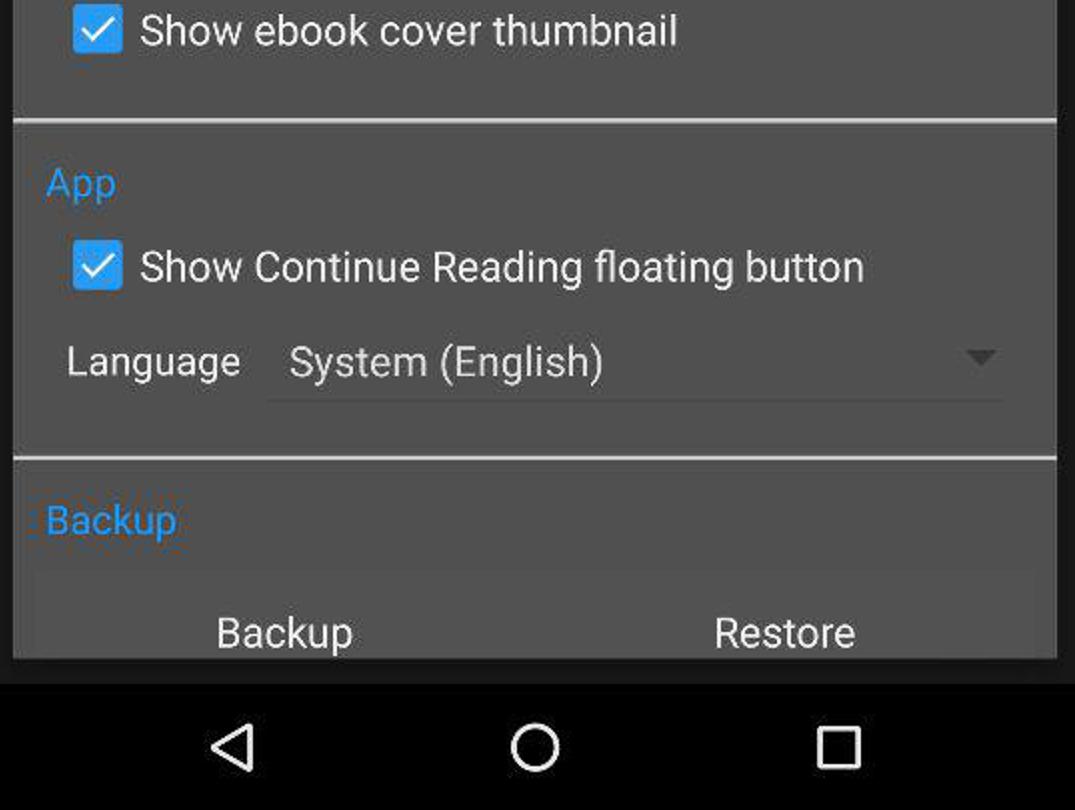 Show ebook cover thumbnail
App
Show Continue Reading floating button
Language System (English)
Backup
Backup Restore